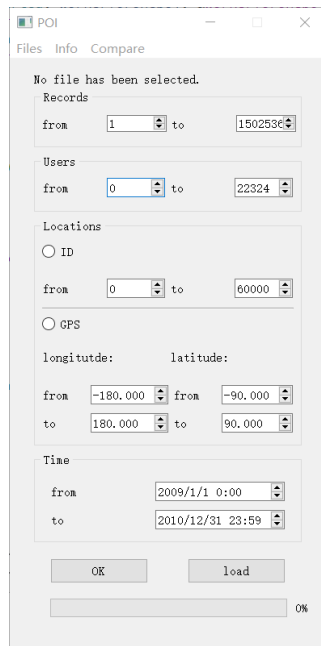 POI
Files Info Compare
No file has been selected.
Records
from 1 to 1502536
Users
from 0 to 22324
Locations
ID
from 0 to 60000
GPS
longitutde: latitude:
from -180.000 from -90.000
to 180.000 to 90.000
Time
from 2009/1/1 0:00
to 2010/12/31 23:59
OK load
0%